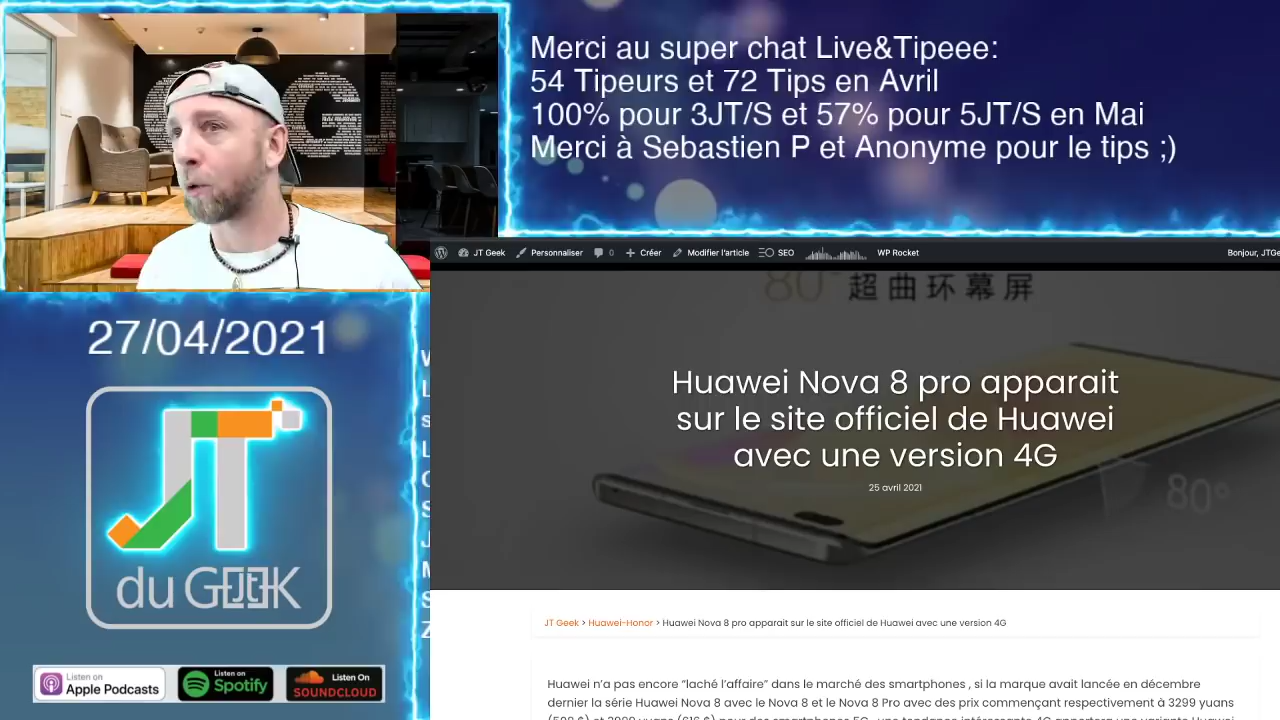 Merci au super chat Live&Tipeee:
54 Tipeurs et 72 Tips en Avril
100% pour 3JT/S et 57% pour 5JT/S en Mai
Merci à Sebastien P et Anonyme pour le tips ;)
JT Geek Personnaliser 0 Créer Modifier l'article SEO WP Rocket Bonjour, JTGe
80° 超曲环幕屏
27/04/2021
Huawei Nova 8 pro apparait
sur le site officiel de Huawei
avec une version 4G
25 avril 2021
80°
JT
du GEEK
JT Geek > Huawei-Honor > Huawei Nova 8 pro apparait sur le site officiel de Huawei avec une version 4G
Listen on Apple Podcasts
Listen on Spotify
Listen On SOUNDCLOUD
Huawei n'a pas encore "laché l'affaire" dans le marché des smartphones , si la marque avait lancée en décembre
dernier la série Huawei Nova 8 avec le Nova 8 et le Nova 8 Pro avec des prix commençant respectivement à 3299 yuans